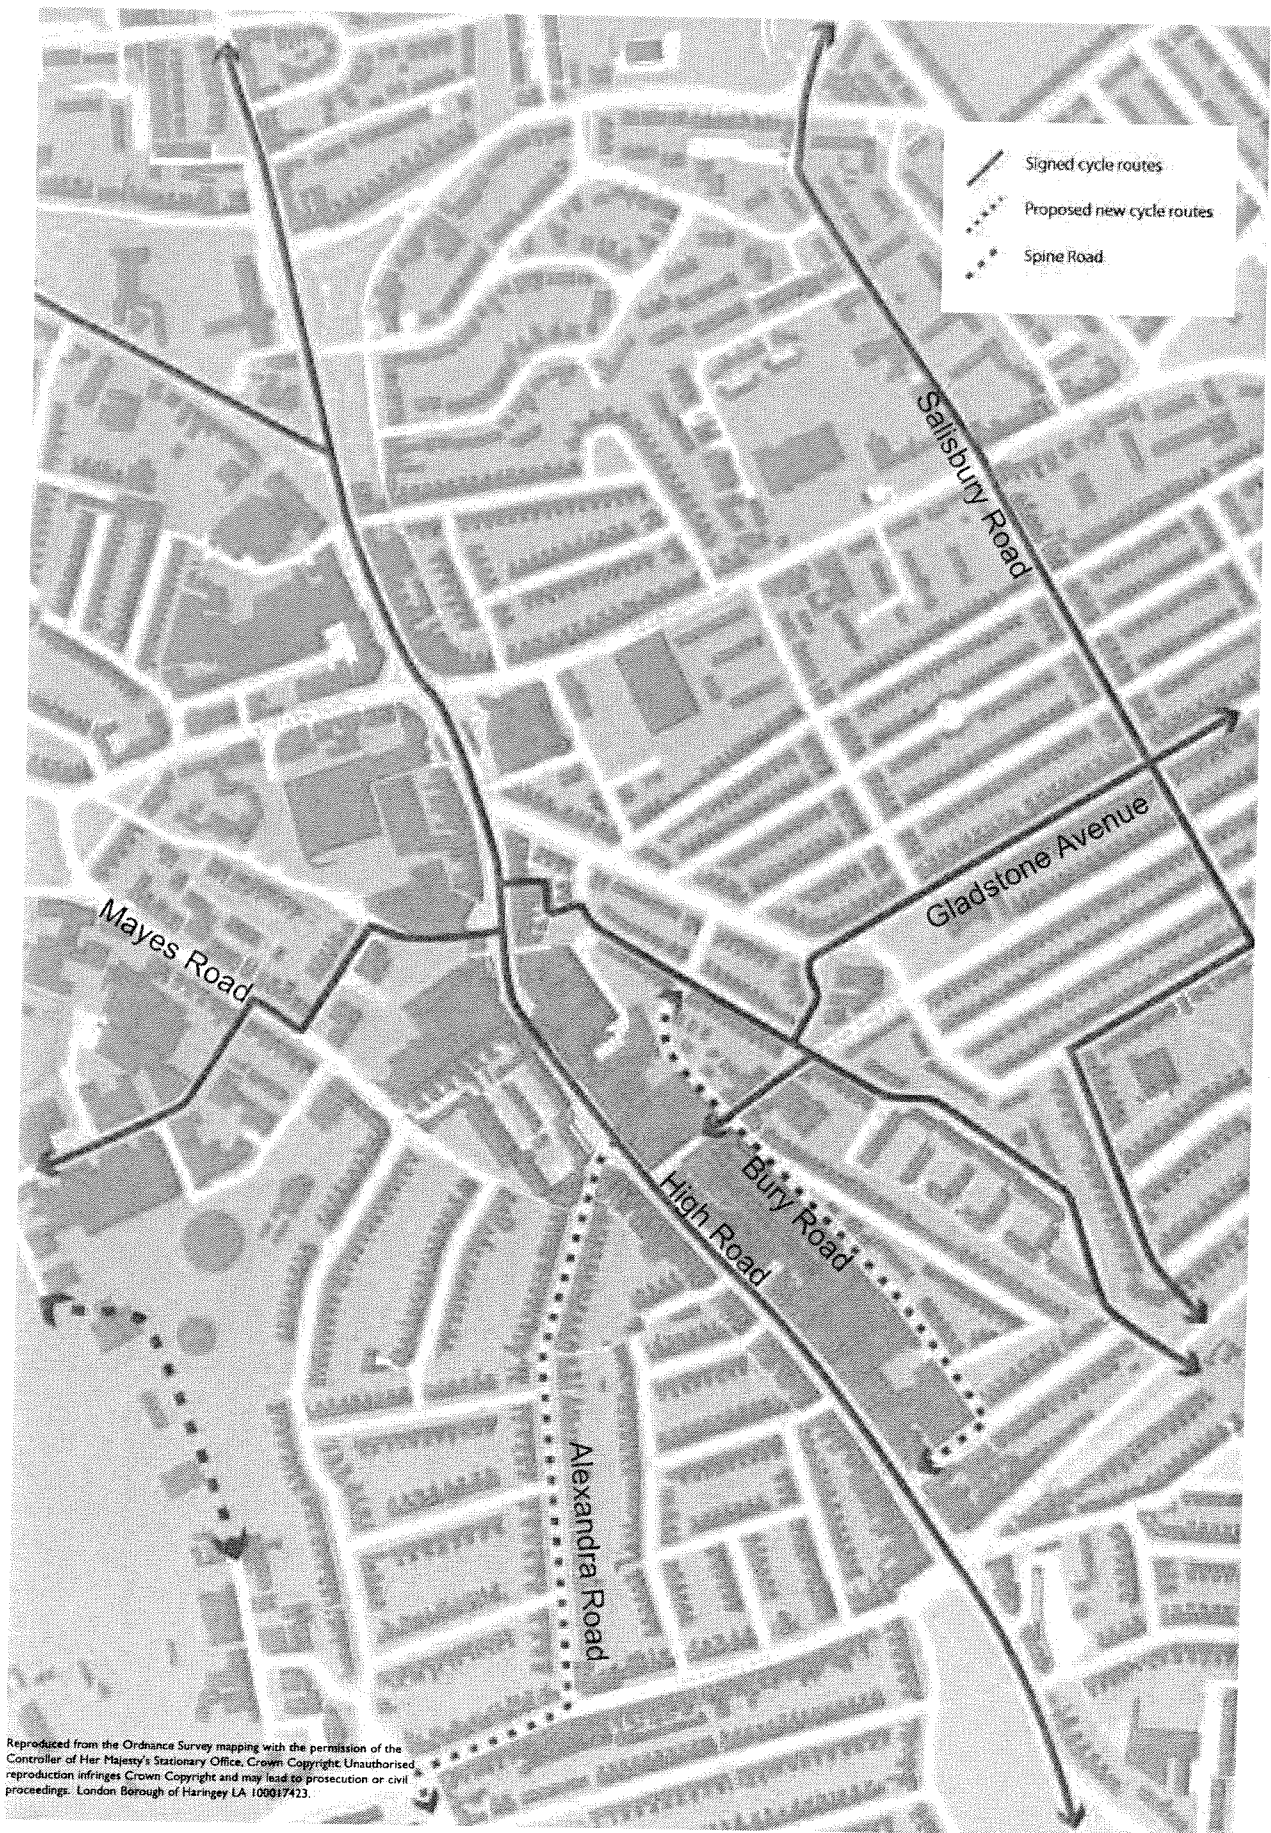 Signed cycle routes
Proposed new cycle routes
Spine Road
Salisbury Road
Gladstone Avenue
Mayes Road
Bury Road
High Road
Alexandra Road
Reproduced from the Ordnance Survey mapping with the permission of the
Controller of Her Majesty's Stationary Office, Crown Copyright. Unauthorised
reproduction infringes Crown Copyright and may lead to prosecution or civil
proceedings. London Borough of Haringey LA 100017423.